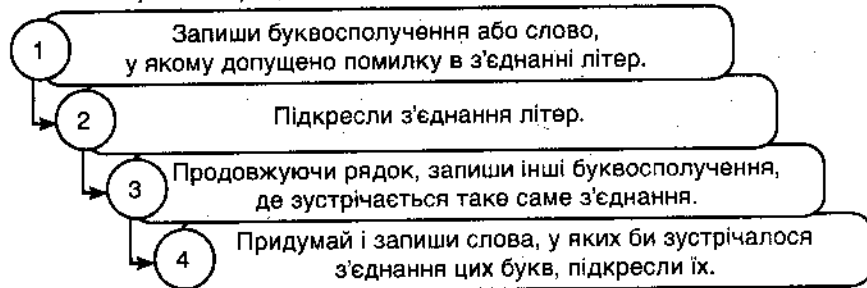 1
Запиши буквосполучення або слово,
у якому допущено помилку в з'єднанні літер.
2
Підкресли з'єднання літер.
3
Продовжуючи рядок, запиши інші буквосполучення,
де зустрічається таке саме з'єднання.
4
Придумай і запиши слова, у яких би зустрічалося
з'єднання цих букв, підкресли їх.